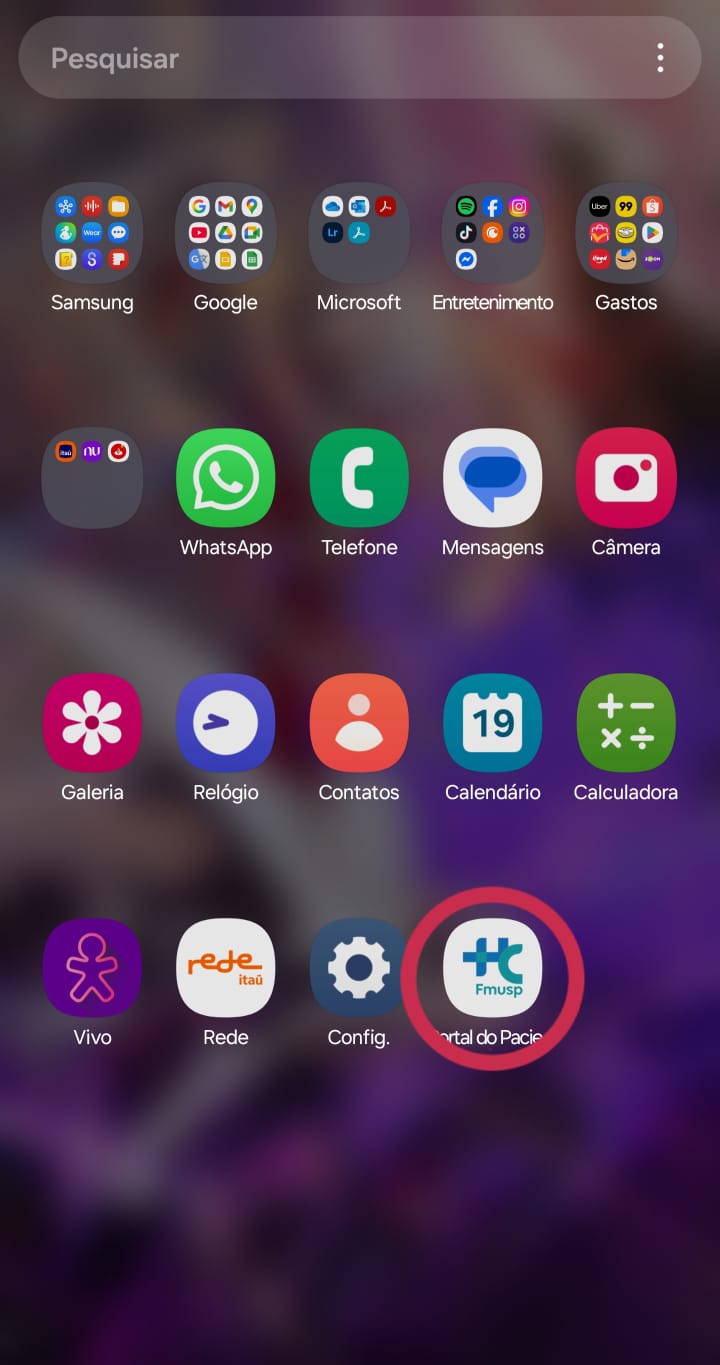 Pesquisar
Wear
Uber
99
Samsung
Google
Microsoft
Entretenimento
Gastos
Lr
itaú
nu
WhatsApp
Telefone
Mensagens
Câmera
19
Galeria
Relógio
Contatos
Calendário
Calculadora
rede
itaú
HC
Fmusp
Vivo
Rede
Config.
ortal do Pacie